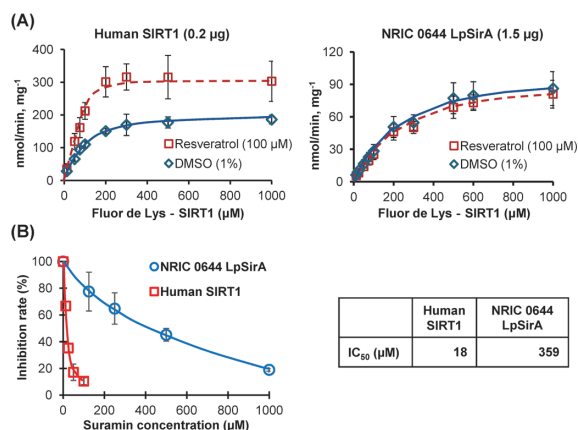 (A)
Human SIRT1 (0.2 µg)
nmol/min, mg⁻¹
400
300
200
100
0
Resveratrol (100 µM)
DMSO (1%)
0 200 400 600 800 1000
Fluor de Lys - SIRT1 (µM)
NRIC 0644 LpSirA (1.5 µg)
nmol/min, mg⁻¹
120
90
60
30
0
Resveratrol (100 µM)
DMSO (1%)
0 200 400 600 800 1000
Fluor de Lys - SIRT1 (µM)
(B)
Inhibition rate (%)
100
80
60
40
20
0
NRIC 0644 LpSirA
Human SIRT1
0 200 400 600 800 1000
Suramin concentration (µM)
Human SIRT1 NRIC 0644 LpSirA
IC₅₀ (µM) 18 359